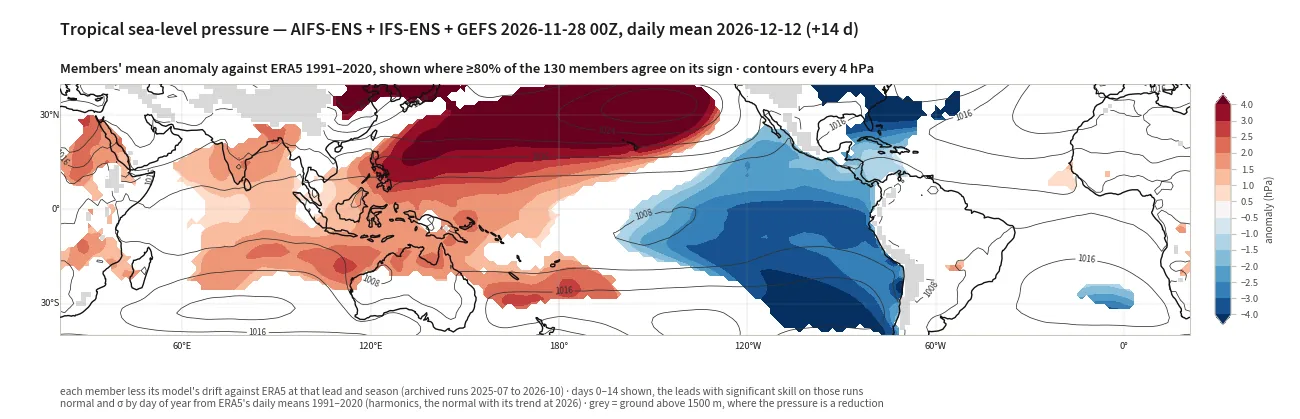 Tropical sea-level pressure — AIFS-ENS + IFS-ENS + GEFS 2026-11-28 00Z, daily mean 2026-12-12 (+14 d)
Members' mean anomaly against ERA5 1991–2020, shown where ≥80% of the 130 members agree on its sign · contours every 4 hPa
30°N
0°
30°S
60°E
120°E
180°
120°W
60°W
0°
1016
1016
1016
1016
1008
1016
1008
1008
1016
1016
4.0
3.0
2.5
2.0
1.5
1.0
0.5
−0.5
−1.0
−1.5
−2.0
−2.5
−3.0
−4.0
anomaly (hPa)
each member less its model's drift against ERA5 at that lead and season (archived runs 2025-07 to 2026-10) · days 0–14 shown, the leads with significant skill on those runs
normal and σ by day of year from ERA5's daily means 1991–2020 (harmonics, the normal with its trend at 2026) · grey = ground above 1500 m, where the pressure is a reduction